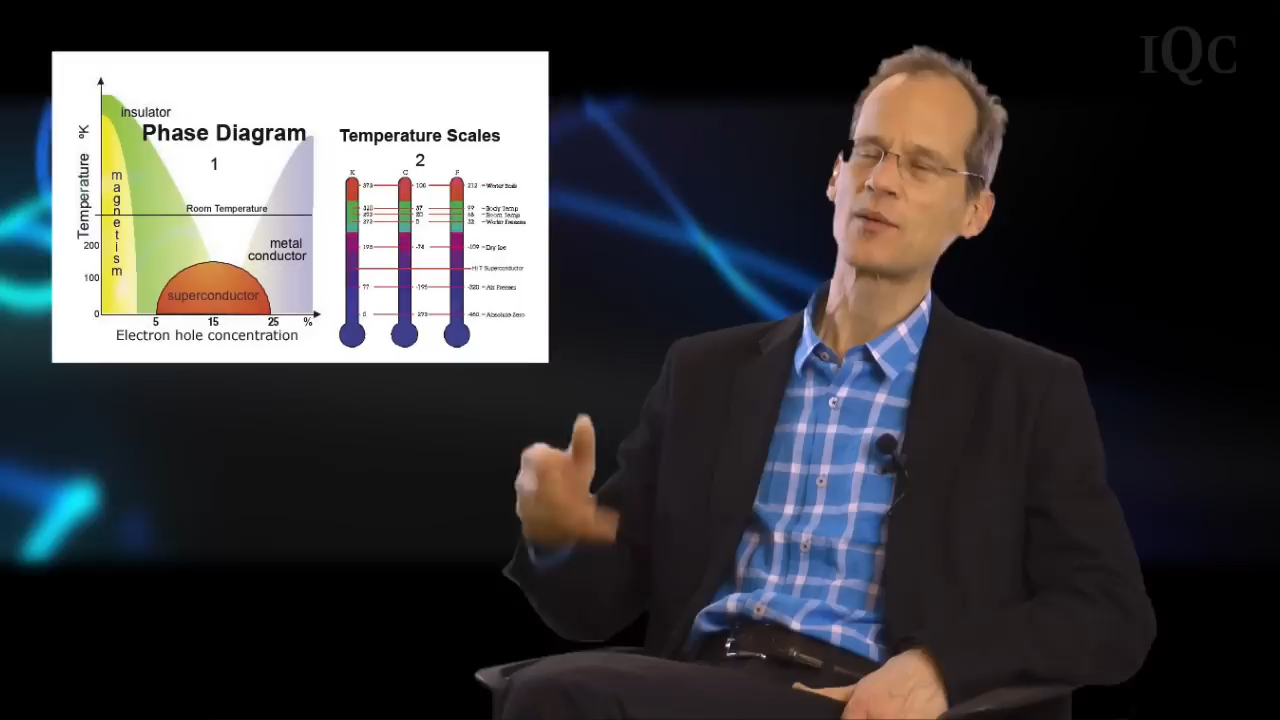 IQC
insulator
Phase Diagram
1
Temperature ºK
magnetism
Room Temperature
metal
conductor
superconductor
200
100
0
5
15
25
%
Electron hole concentration
Temperature Scales
2
K
C
F
373
100
212
Water Boils
310
37
99
Body Temp
293
20
68
Room Temp
273
0
32
Water Freezes
195
-74
-109
Dry Ice
Hi T Superconductor
77
-196
-320
Air Freezes
0
273
-460
Absolute Zero